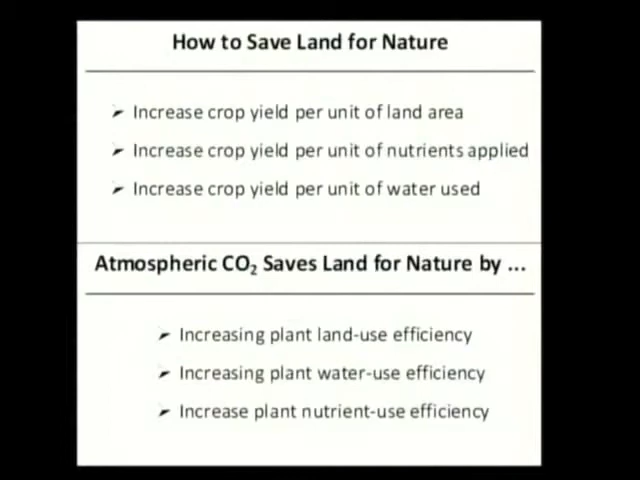 How to Save Land for Nature
➢ Increase crop yield per unit of land area
➢ Increase crop yield per unit of nutrients applied
➢ Increase crop yield per unit of water used
Atmospheric CO₂ Saves Land for Nature by ...
➢ Increasing plant land-use efficiency
➢ Increasing plant water-use efficiency
➢ Increase plant nutrient-use efficiency